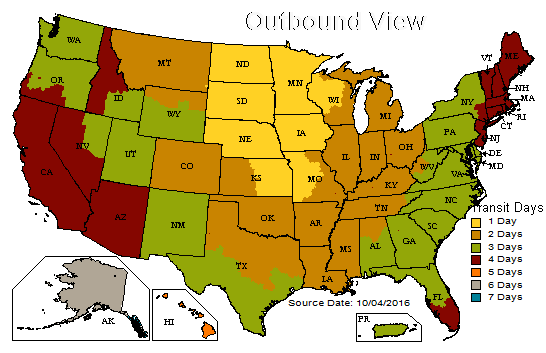 Outbound View
WA
MT
ND
MN
VT
ME
OR
ID
SD
WI
MI
NY
NH
MA
RI
CT
WY
NE
IA
PA
NJ
NV
UT
CO
KS
MO
IL
IN
OH
WV
DE
MD
VA
CA
KY
NC
AZ
NM
OK
AR
TN
SC
TX
LA
MS
AL
GA
FL
AK
HI
PR
Transit Days
1 Day
2 Days
3 Days
4 Days
5 Days
6 Days
7 Days
Source Date: 10/04/2016